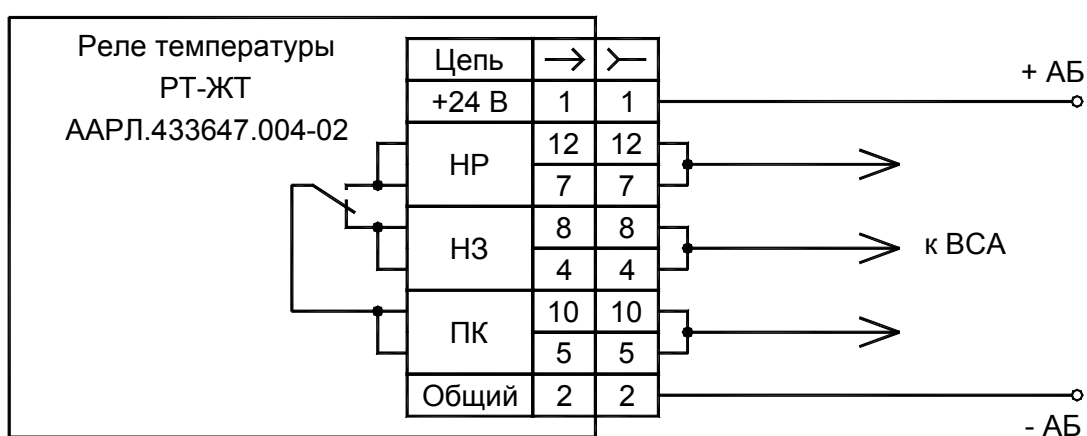 Реле температуры
РТ-ЖТ
ААРЛ.433647.004-02
Цепь
+24 В 1 1
НР 12 12
7 7
НЗ 8 8
4 4
ПК 10 10
5 5
Общий 2 2
+ АБ
к ВСА
- АБ